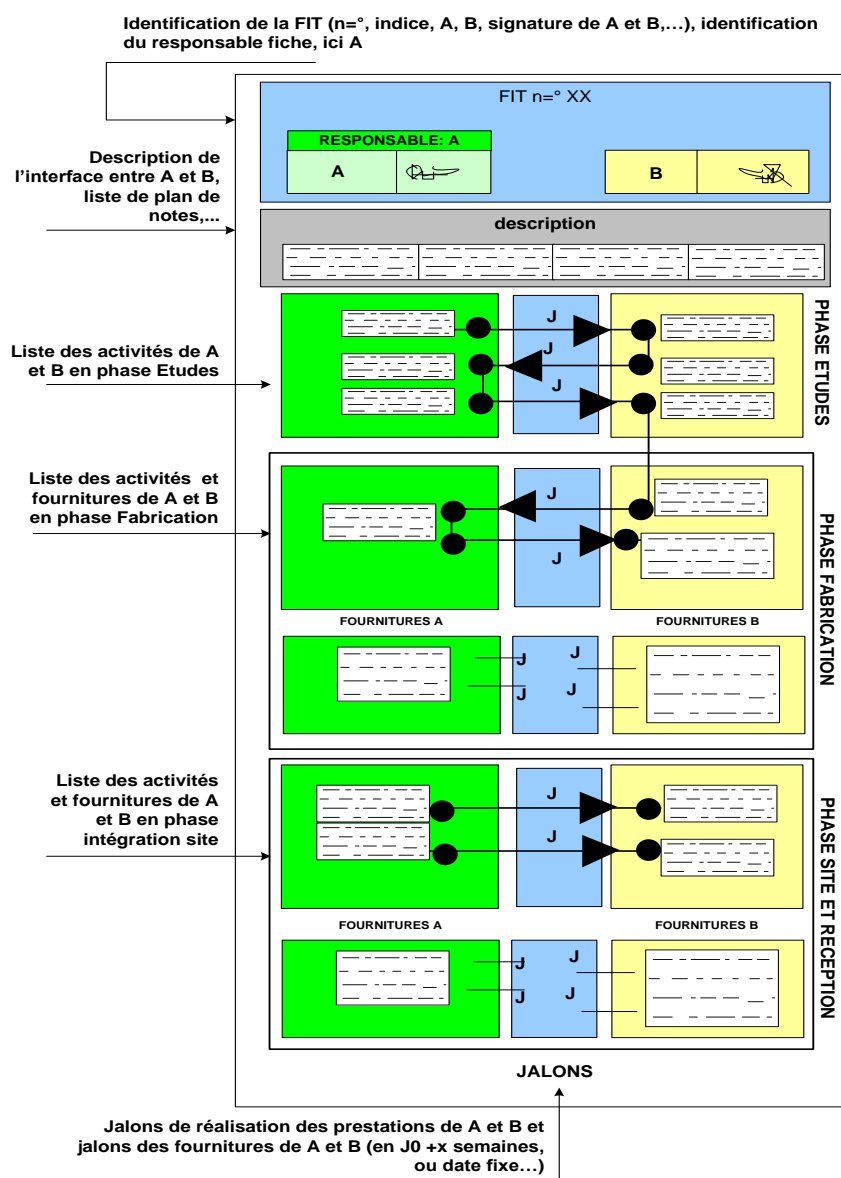 Identification de la FIT (n=°, indice, A, B, signature de A et B,…), identification
du responsable fiche, ici A
FIT n=° XX
RESPONSABLE: A
A
B
Description de
l’interface entre A et B,
liste de plan de
notes,...
description
PHASE ETUDES
J
J
J
Liste des activités de A
et B en phase Etudes
Liste des activités et
fournitures de A et B
en phase Fabrication
PHASE FABRICATION
J
J
FOURNITURES A
FOURNITURES B
J
J
J
J
Liste des activités
et fournitures de A
et B en phase
intégration site
PHASE SITE ET RECEPTION
J
J
FOURNITURES A
FOURNITURES B
J
J
J
J
JALONS
Jalons de réalisation des prestations de A et B et
jalons des fournitures de A et B (en J0 +x semaines,
ou date fixe…)